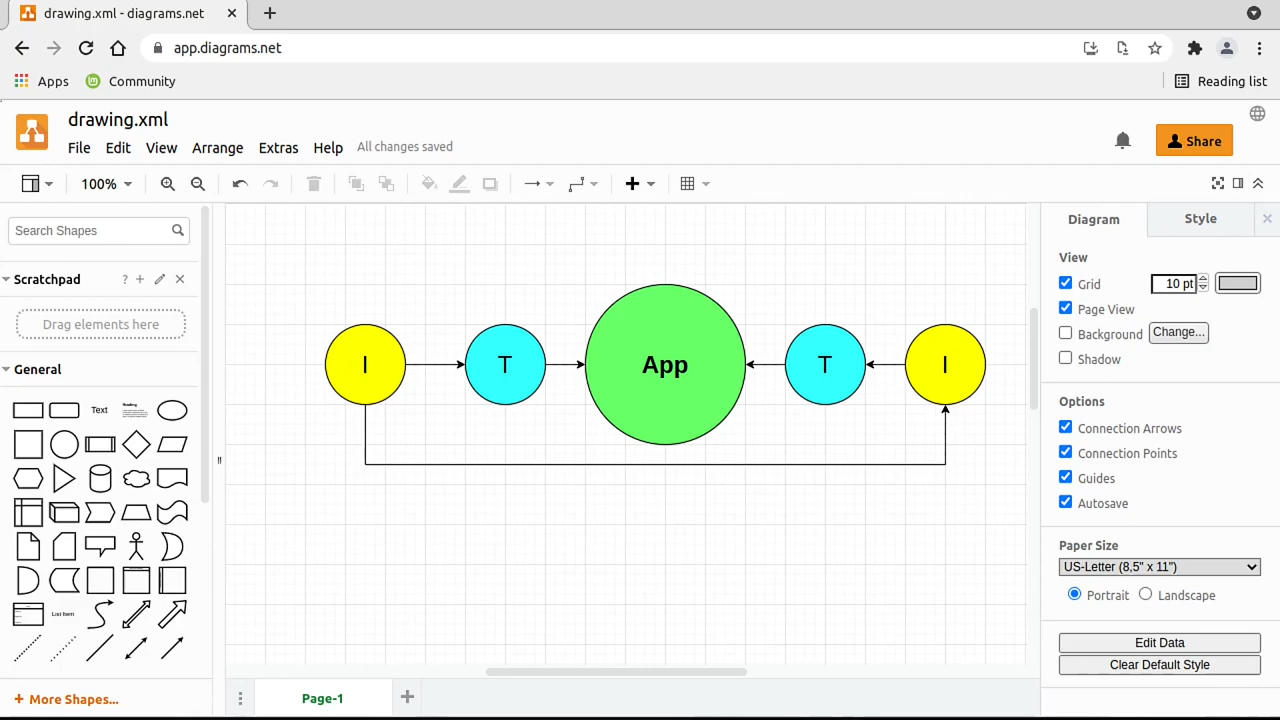 drawing.xml - diagrams.net
app.diagrams.net
Apps
Community
Reading list
drawing.xml
File Edit View Arrange Extras Help All changes saved
Share
100%
Search Shapes
Scratchpad
?
Drag elements here
General
Text
Heading
List Item
More Shapes...
I T App T I
Page-1
Diagram
Style
View
Grid
10 pt
Page View
Background
Change...
Shadow
Options
Connection Arrows
Connection Points
Guides
Autosave
Paper Size
US-Letter (8,5" x 11")
Portrait
Landscape
Edit Data
Clear Default Style